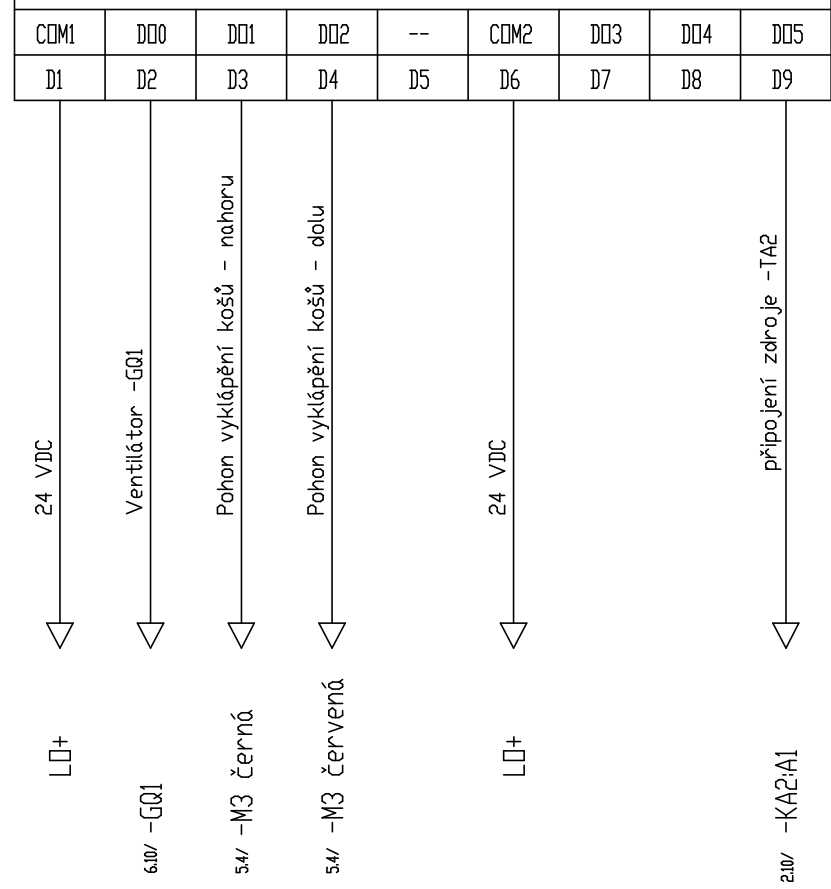 COM1 DO0 DO1 DO2 -- COM2 DO3 DO4 DO5
D1 D2 D3 D4 D5 D6 D7 D8 D9
24 VDC
Ventilátor -GQ1
Pohon vyklápění košů - nahoru
Pohon vyklápění košů - dolu
24 VDC
připojení zdroje -TA2
LO+
6.10/ -GQ1
5.4/ -M3 černá
5.4/ -M3 červená
LO+
2.10/ -KA2:A1